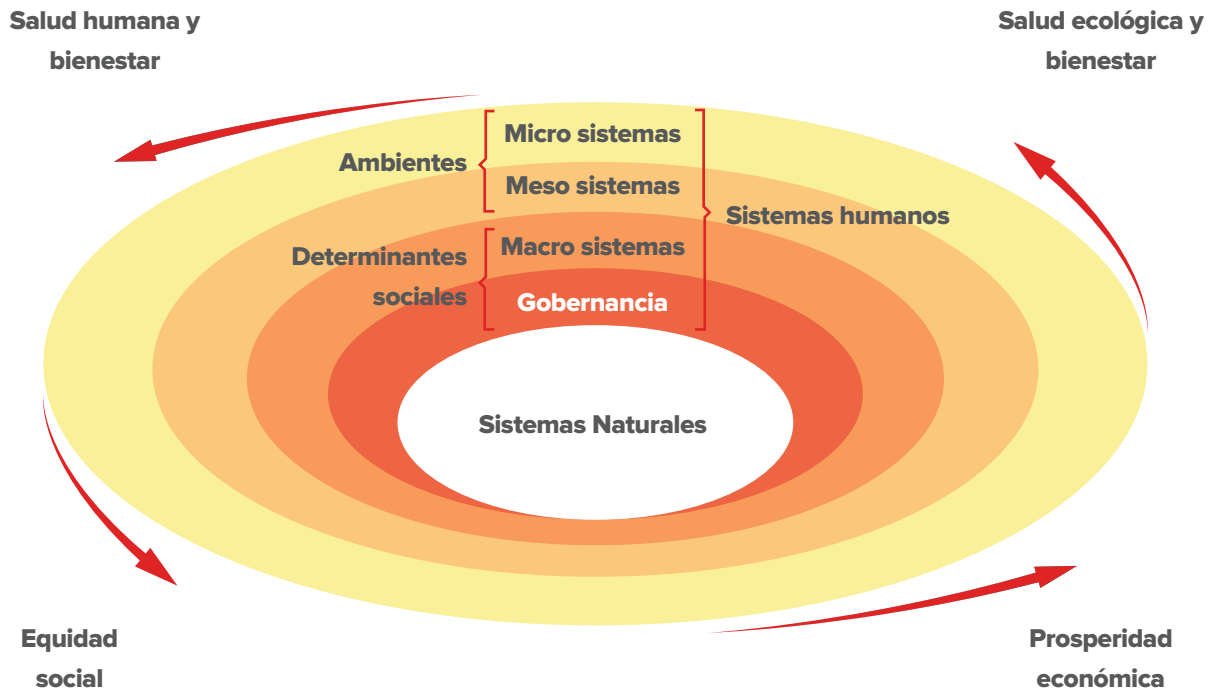 Salud humana y
bienestar
Salud ecológica y
bienestar
Micro sistemas
Ambientes
Meso sistemas
Sistemas humanos
Macro sistemas
Determinantes
sociales
Gobernancia
Sistemas Naturales
Equidad
social
Prosperidad
económica